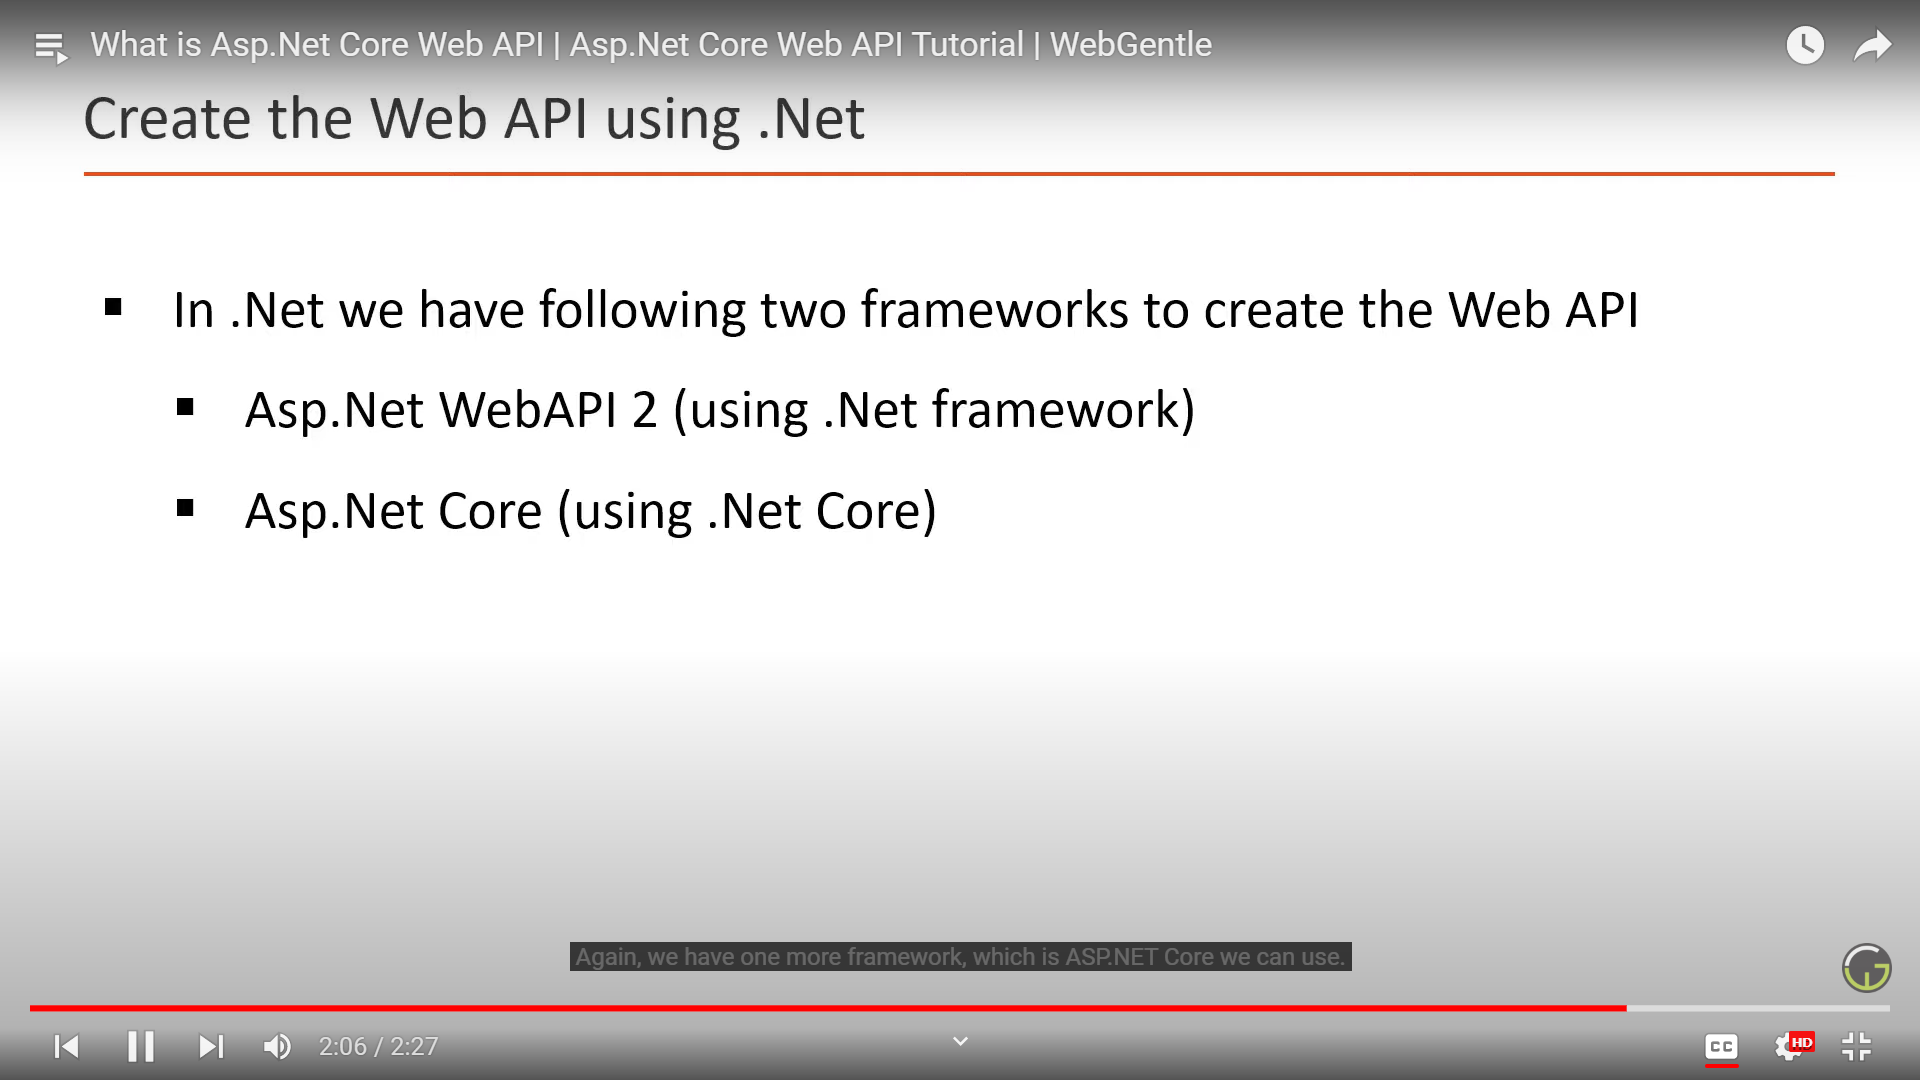 What is Asp.Net Core Web API | Asp.Net Core Web API Tutorial | WebGentle
Create the Web API using .Net
In .Net we have following two frameworks to create the Web API
Asp.Net WebAPI 2 (using .Net framework)
Asp.Net Core (using .Net Core)
Again, we have one more framework, which is ASP.NET Core we can use.
2:06 / 2:27
CC
HD